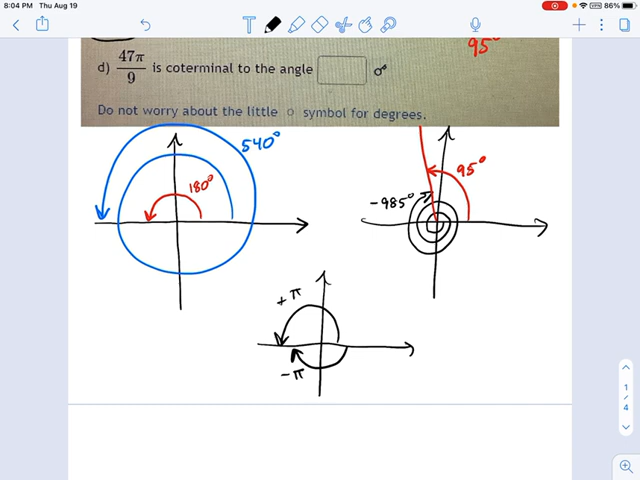 8:04 PM Thu Aug 19
86%
95°
d) 47π/9 is coterminal to the angle o°
Do not worry about the little o symbol for degrees.
540°
180°
95°
-985°
+π
-π
1
/
4